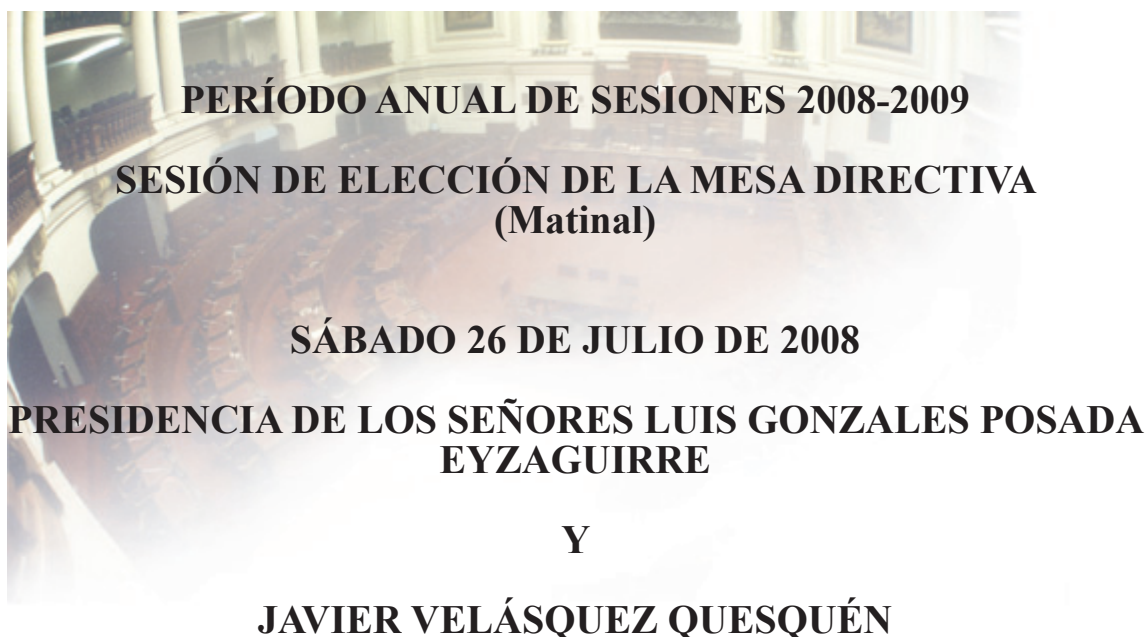 PERÍODO ANUAL DE SESIONES 2008-2009
SESIÓN DE ELECCIÓN DE LA MESA DIRECTIVA
(Matinal)
SÁBADO 26 DE JULIO DE 2008
PRESIDENCIA DE LOS SEÑORES LUIS GONZALES POSADA
EYZAGUIRRE
Y
JAVIER VELÁSQUEZ QUESQUÉN